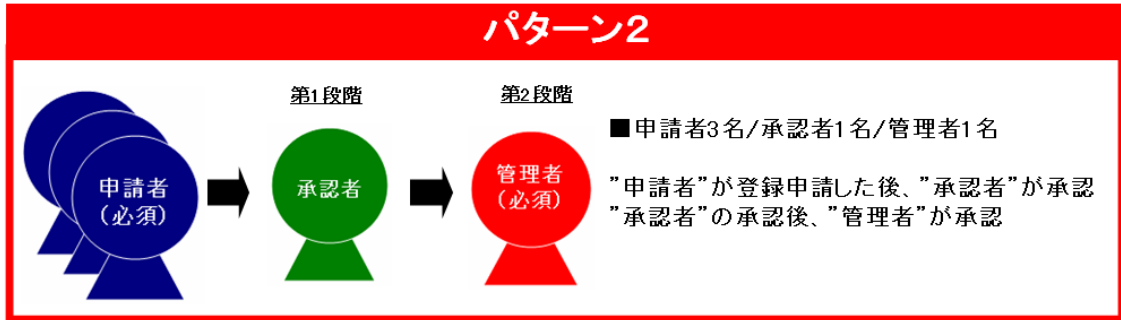 パターン2
第1段階
第2段階
申請者
(必須)
承認者
管理者
(必須)
■申請者3名/承認者1名/管理者1名
”申請者”が登録申請した後、”承認者”が承認
”承認者”の承認後、”管理者”が承認